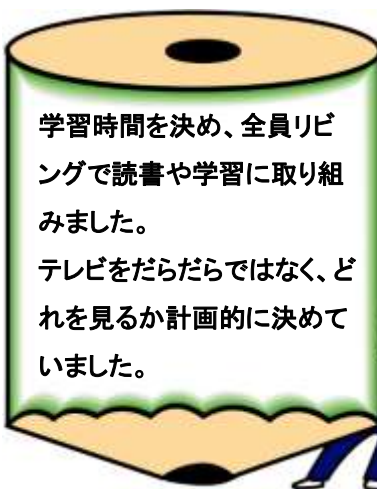 学習時間を決め、全員リビ
ングで読書や学習に取り組
みました。
テレビをだらだらではなく、ど
れを見るか計画的に決めて
いました。